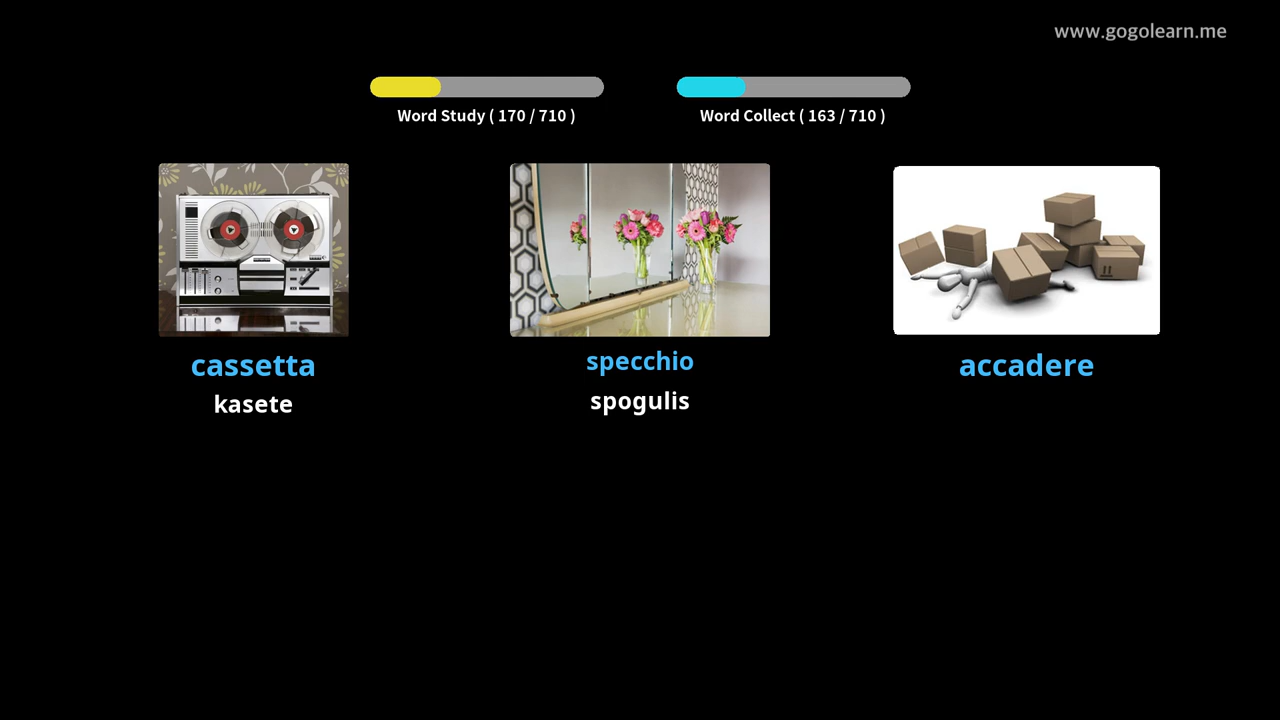 www.gogolearn.me
Word Study ( 170 / 710 )
Word Collect ( 163 / 710 )
cassetta
kasete
specchio
spogulis
accadere